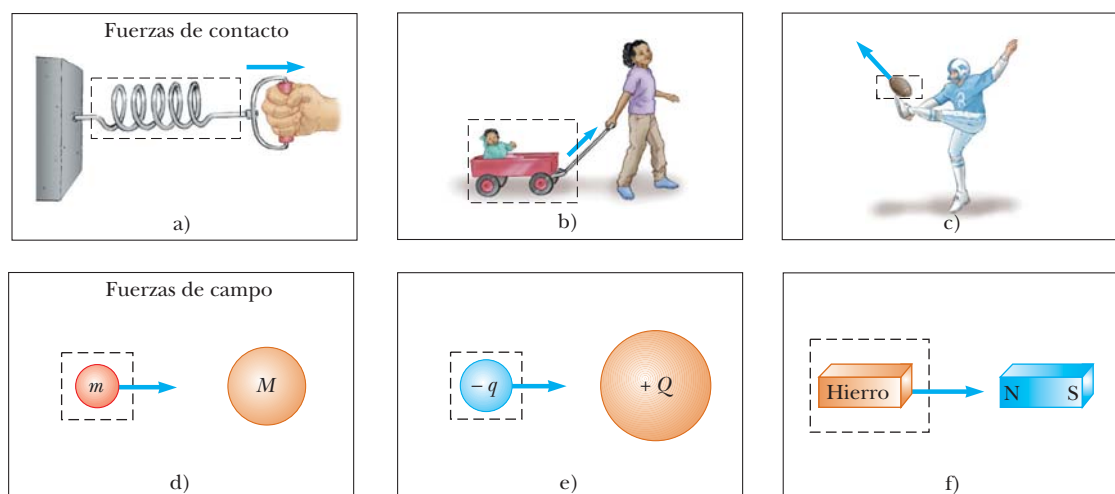 Fuerzas de contacto
a)
b)
c)
Fuerzas de campo
m
M
d)
– q
+ Q
e)
Hierro
N S
f)